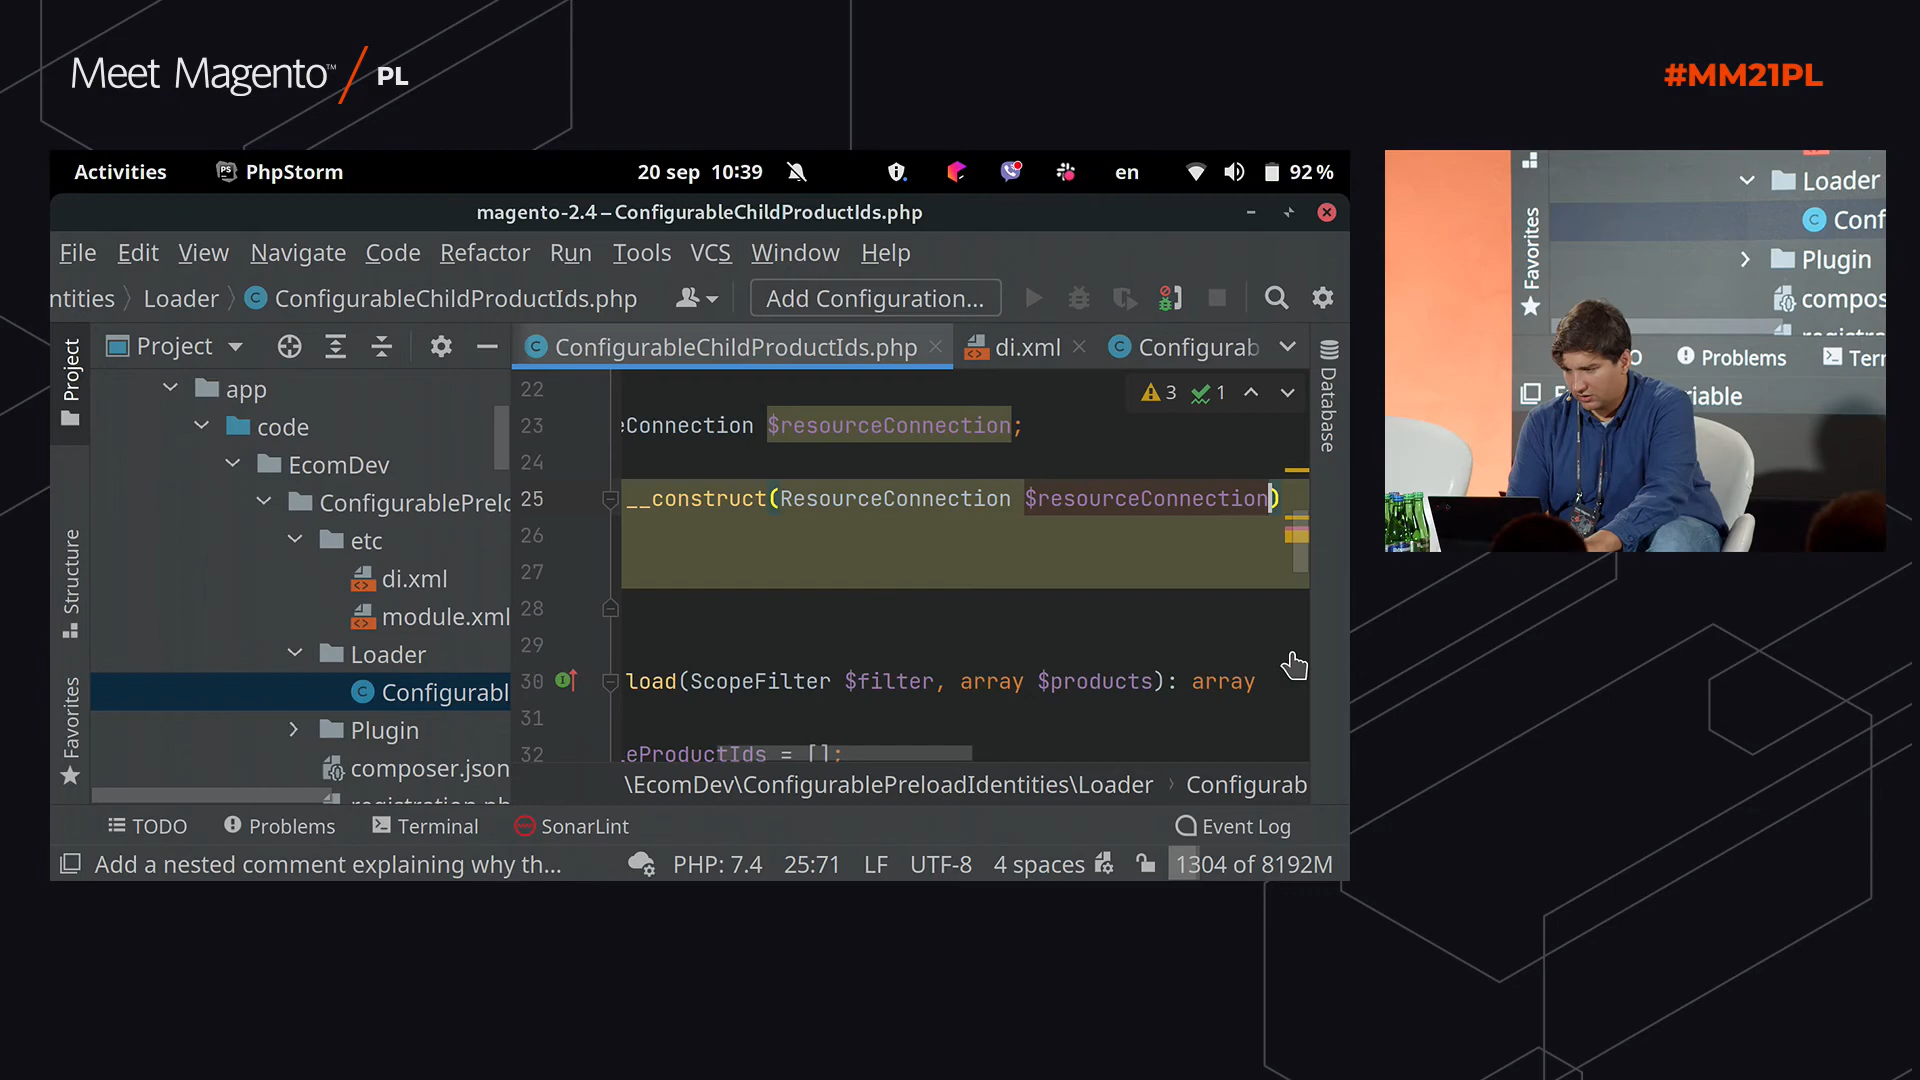 Meet Magento™ / PL
#MM21PL
Activities
PhpStorm
20 sep 10:39
en
92 %
magento-2.4 – ConfigurableChildProductIds.php
File Edit View Navigate Code Refactor Run Tools VCS Window Help
ntities
Loader
ConfigurableChildProductIds.php
Add Configuration...
Project
Project
ConfigurableChildProductIds.php
di.xml
Configurab
Database
app
code
EcomDev
ConfigurablePrelo
etc
di.xml
module.xml
Loader
Configurabl
Plugin
composer.json
registration.ph
Structure
Favorites
3
1
22
23 eConnection $resourceConnection;
24
25 __construct(ResourceConnection $resourceConnection)
26
27
28
29
30 load(ScopeFilter $filter, array $products): array
31
32 eProductIds = [];
\EcomDev\ConfigurablePreloadIdentities\Loader
Configurab
TODO
Problems
Terminal
SonarLint
Event Log
Add a nested comment explaining why th...
PHP: 7.4
25:71
LF
UTF-8
4 spaces
1304 of 8192M
Loader
Conf
Plugin
compos
Favorites
Problems
Terr